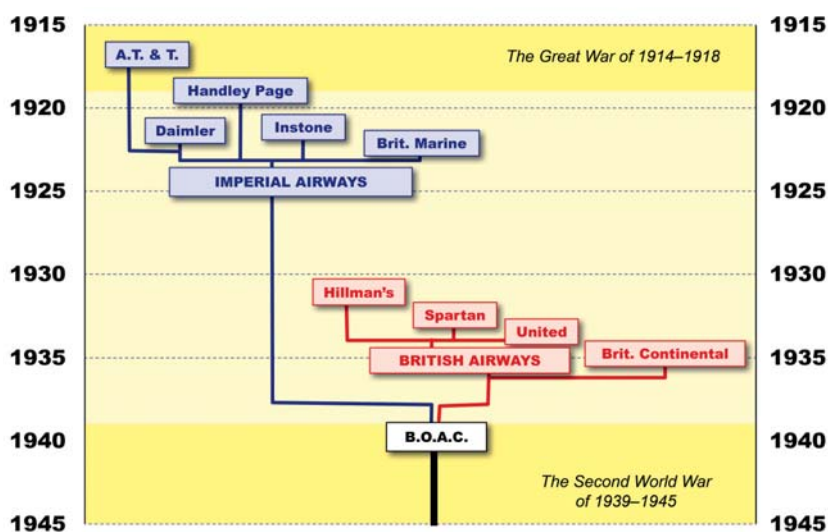 1915 1915
A.T. & T.
The Great War of 1914–1918
Handley Page
1920 1920
Daimler
Instone
Brit. Marine
IMPERIAL AIRWAYS
1925 1925
1930 1930
Hillman's
Spartan
United
BRITISH AIRWAYS
Brit. Continental
1935 1935
B.O.A.C.
1940 1940
The Second World War
of 1939–1945
1945 1945